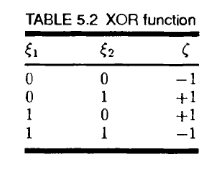 TABLE 5.2 XOR function
ξ₁ ξ₂ ζ
0 0 −1
0 1 +1
1 0 +1
1 1 −1